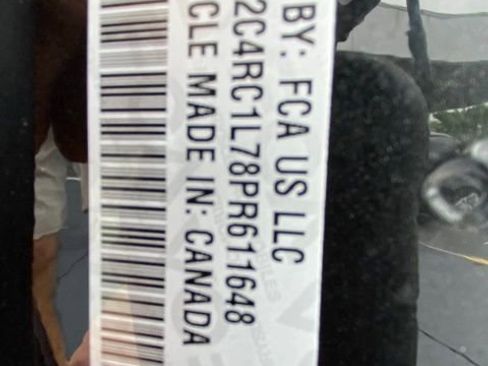 BY: FCA US LLC
2C4RC1L78PR611648
CLE MADE IN: CANADA